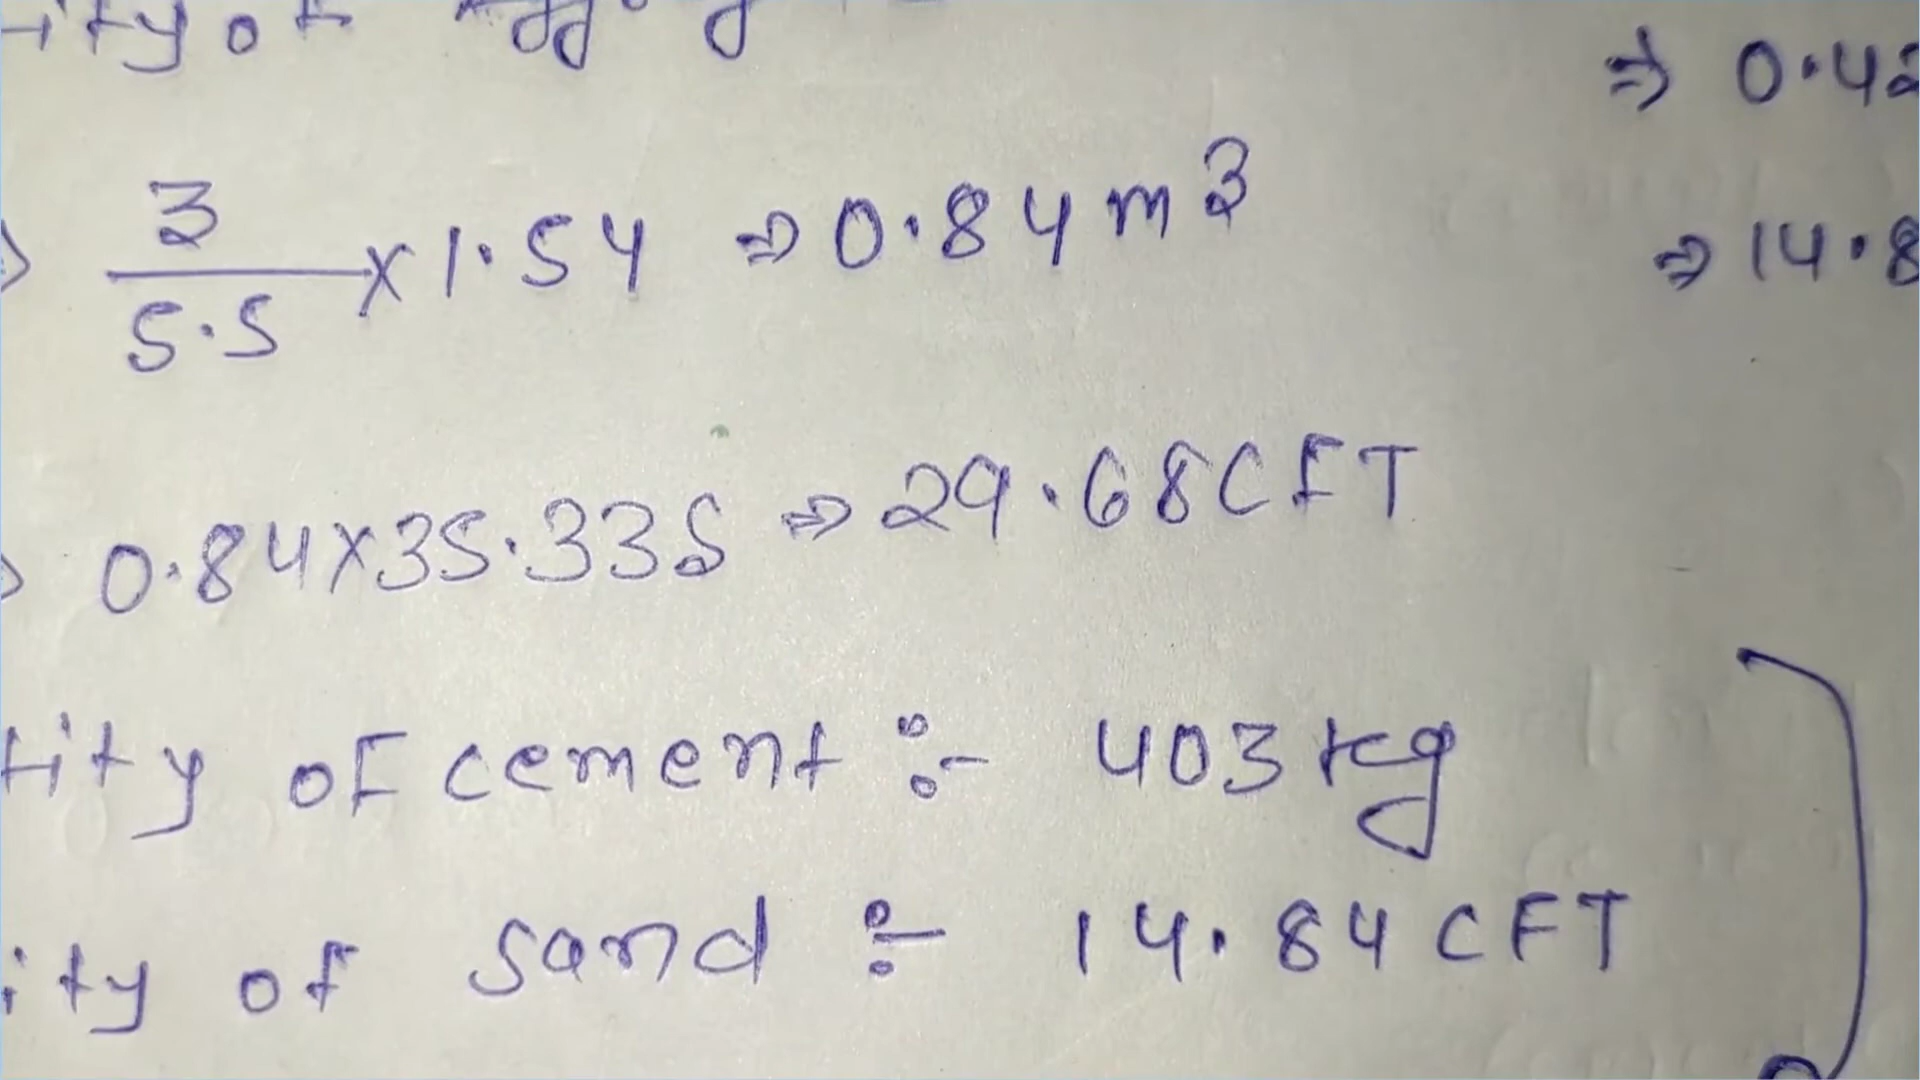 ⇒ 0.42
3
5.5 × 1.54 ⇒ 0.84 m³
⇒ 14.8
0.84×35.335 ⇒ 29.68 CFT
tity of cement :- 403 kg
ity of sand :- 14.84 CFT